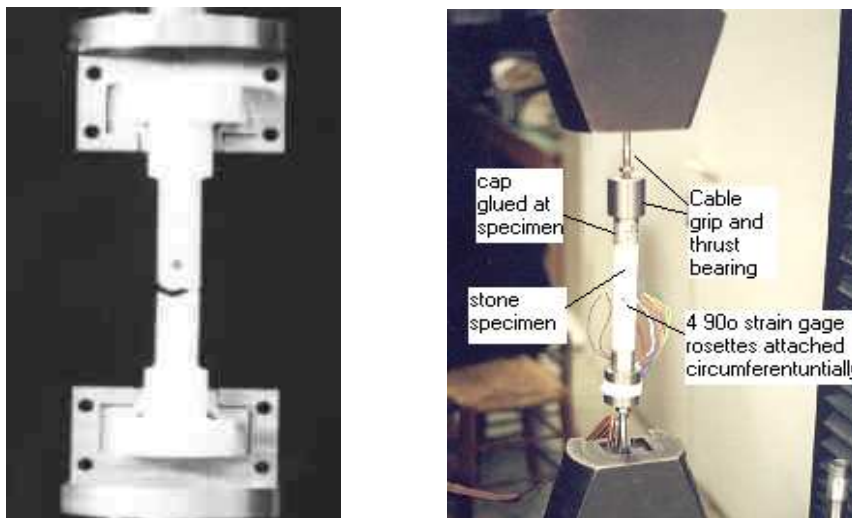 cap
glued at
specimen
Cable
grip and
thrust
bearing
stone
specimen
4 90o strain gage
rosettes attached
circumferentuntially